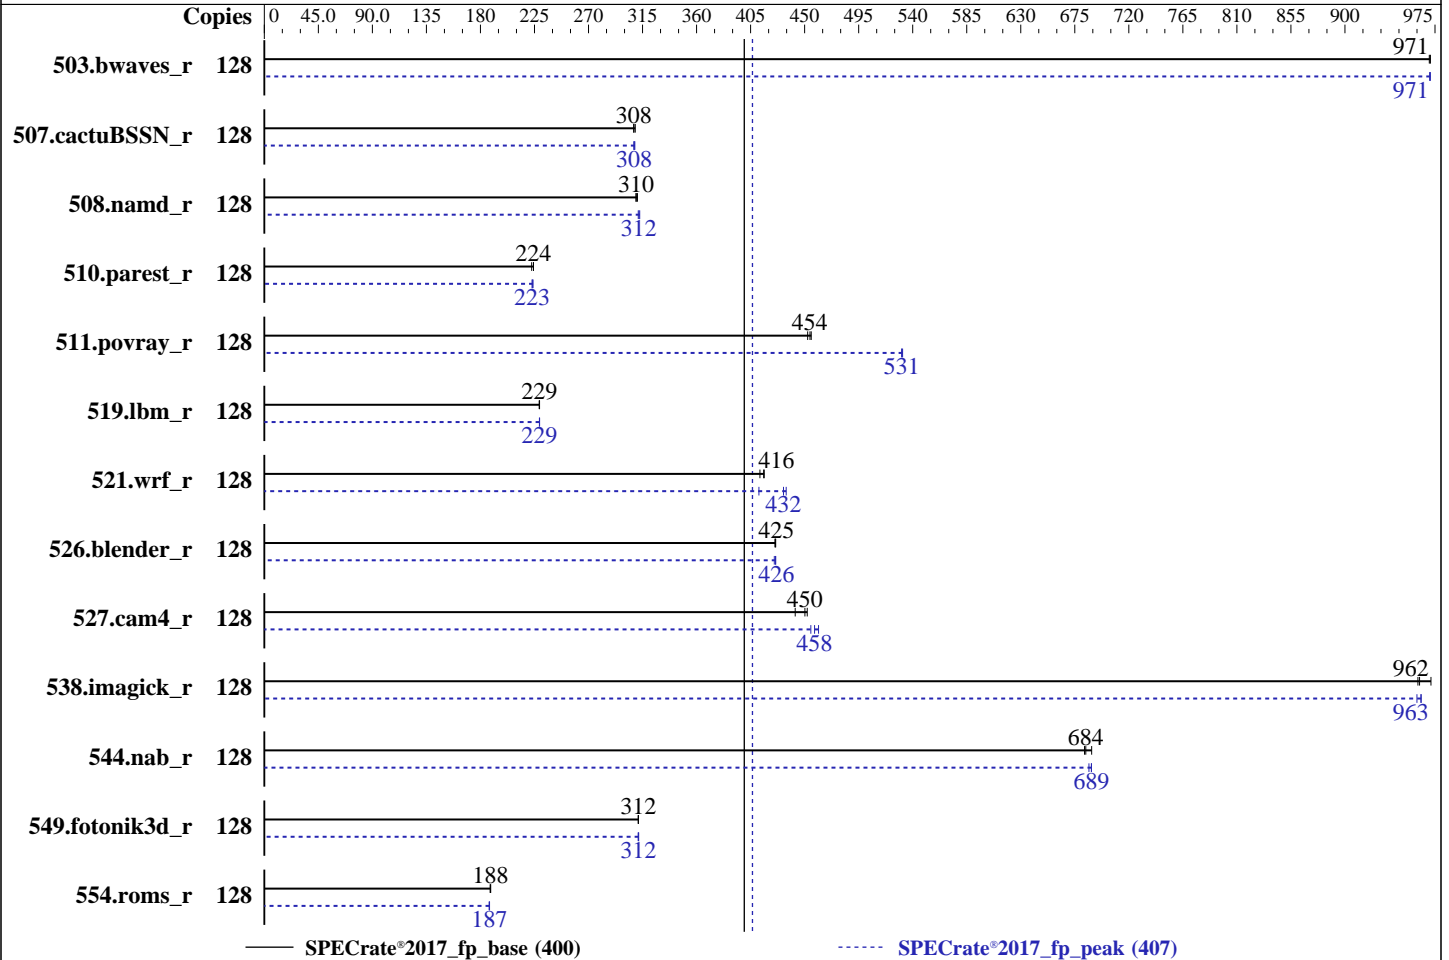 Copies 0 45.0 90.0 135 180 225 270 315 360 405 450 495 540 585 630 675 720 765 810 855 900 975
503.bwaves_r 128 971
971
507.cactuBSSN_r 128 308
308
508.namd_r 128 310
312
510.parest_r 128 224
223
511.povray_r 128 454
531
519.lbm_r 128 229
229
521.wrf_r 128 416
432
526.blender_r 128 425
426
527.cam4_r 128 450
458
538.imagick_r 128 962
963
544.nab_r 128 684
689
549.fotonik3d_r 128 312
312
554.roms_r 128 188
187
SPECrate®2017_fp_base (400) SPECrate®2017_fp_peak (407)